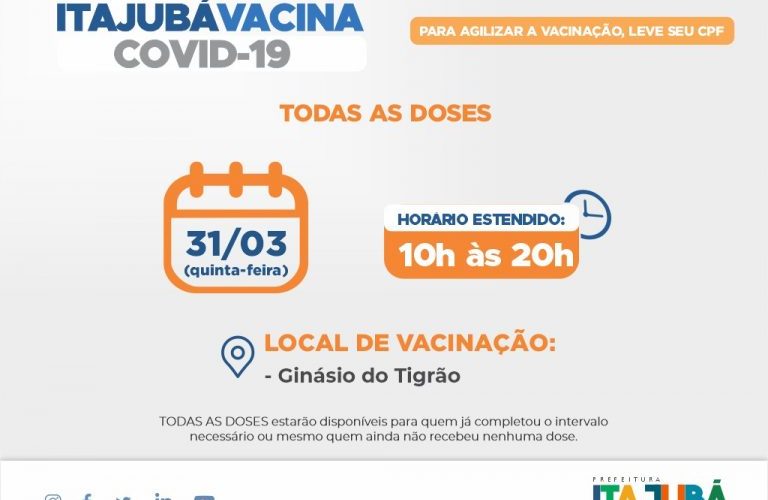 ITAJUBÁVACINA
COVID-19
PARA AGILIZAR A VACINAÇÃO, LEVE SEU CPF
TODAS AS DOSES
31/03
(quinta-feira)
HORÁRIO ESTENDIDO:
10h às 20h
LOCAL DE VACINAÇÃO:
- Ginásio do Tigrão
TODAS AS DOSES estarão disponíveis para quem já completou o intervalo
necessário ou mesmo quem ainda não recebeu nenhuma dose.
PREFEITURA
ITAJUBÁ